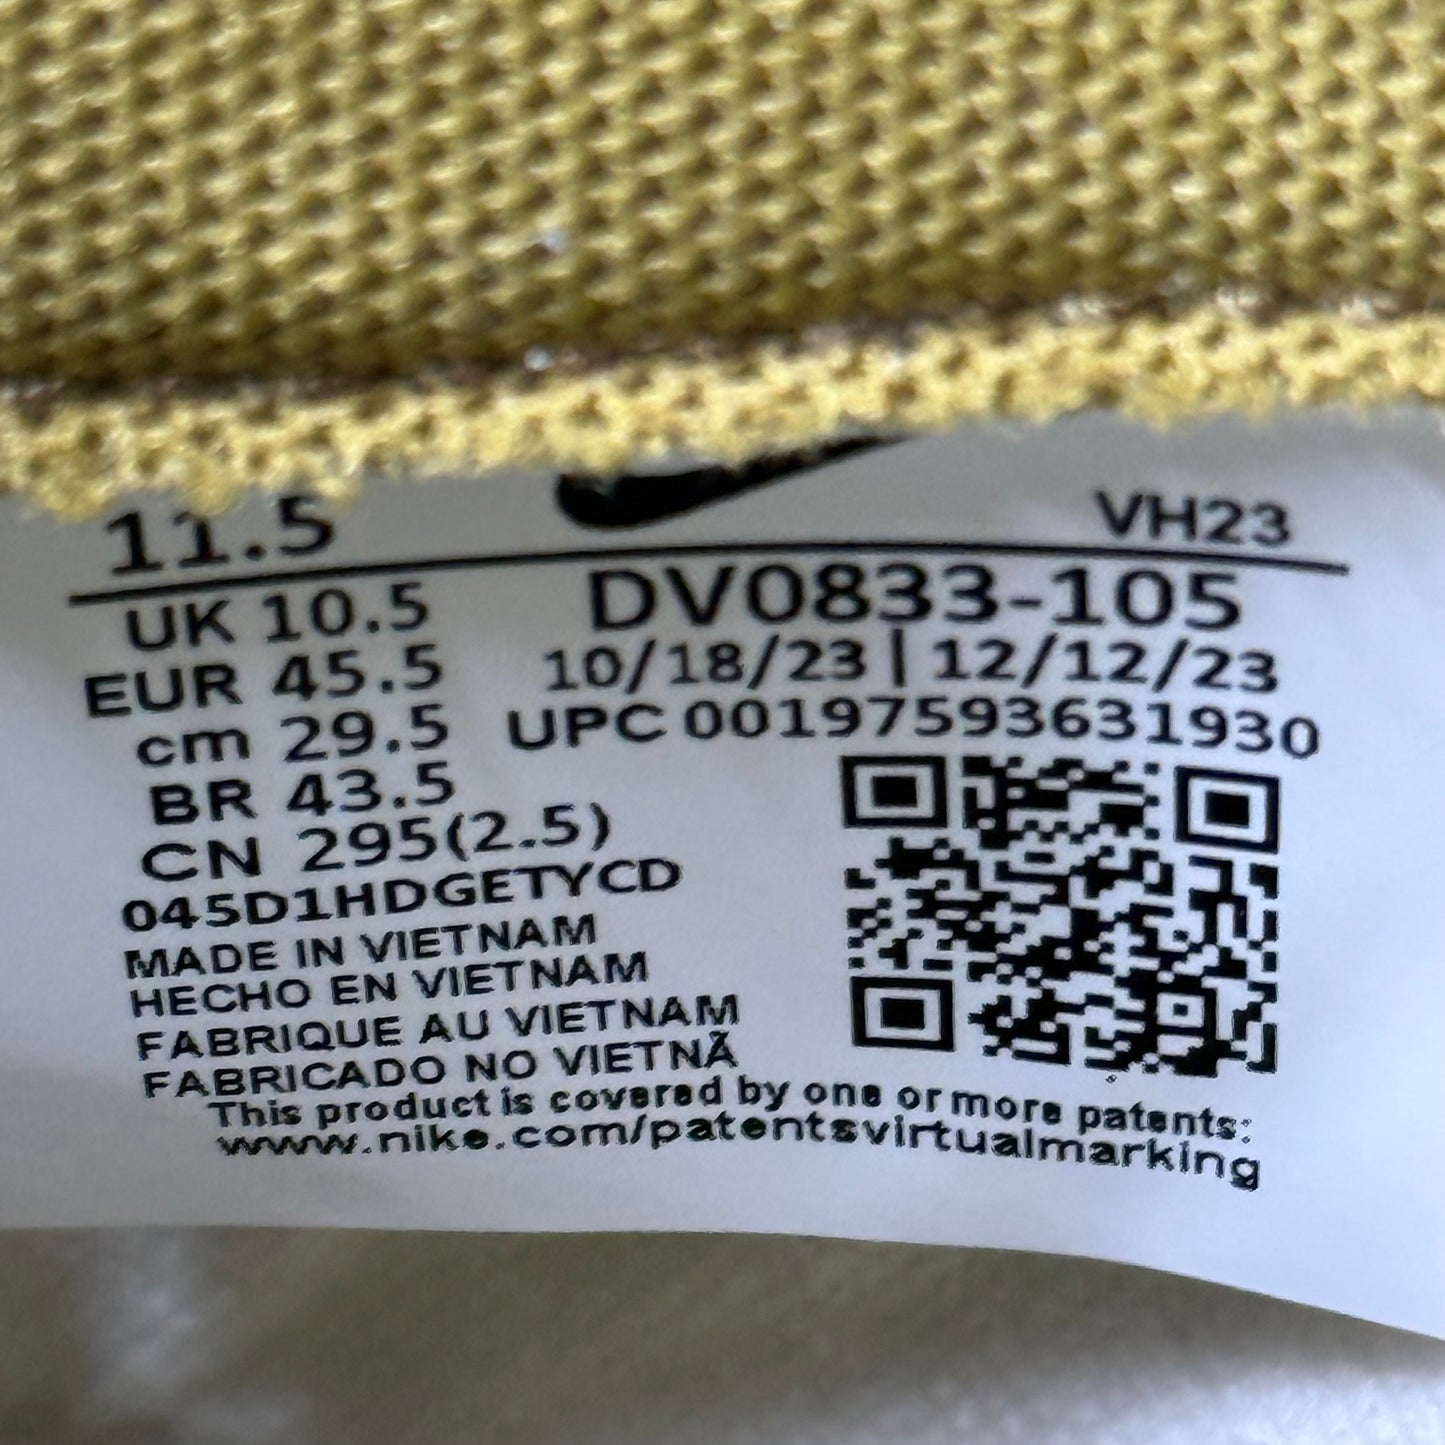 11.5
VH23
UK 10.5
EUR 45.5
cm 29.5
BR 43.5
CN 295(2.5)
DV0833-105
10/18/23 | 12/12/23
UPC 00197593631930
045D1HDGETYCD
MADE IN VIETNAM
HECHO EN VIETNAM
FABRIQUE AU VIETNAM
FABRICADO NO VIETNÃ
This product is covered by one or more patents:
www.nike.com/patentsvirtualmarking